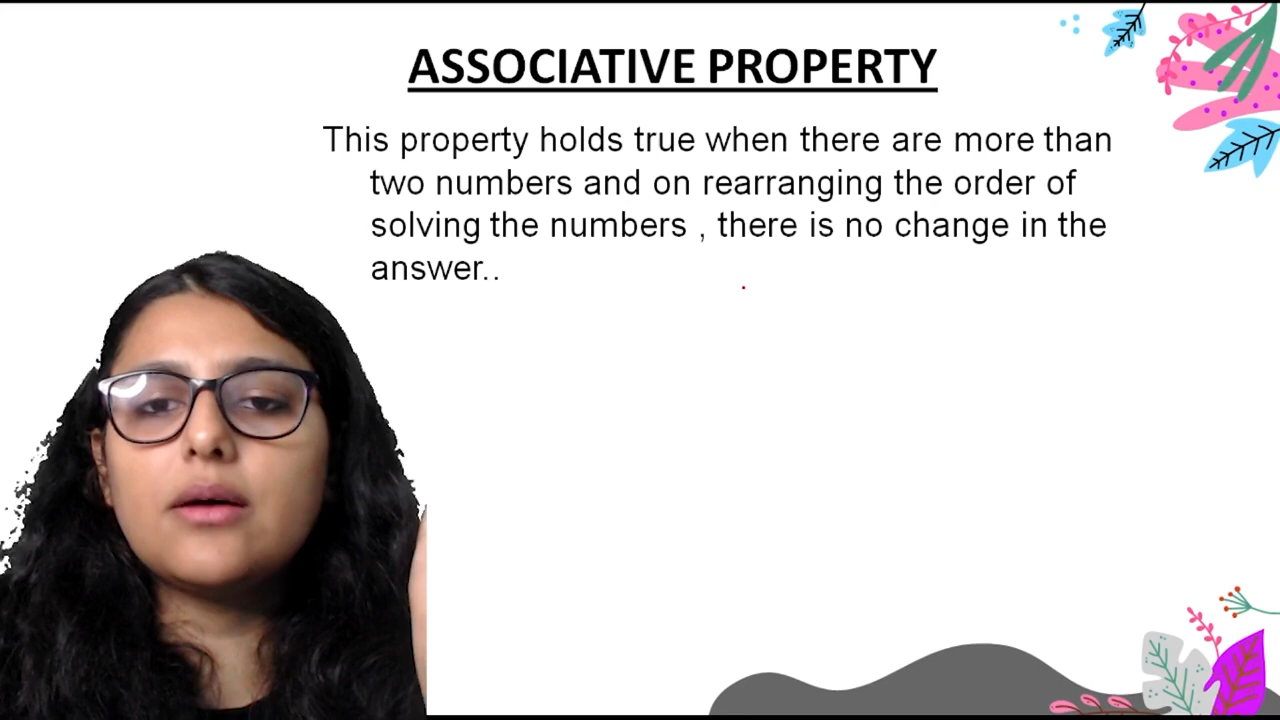 ASSOCIATIVE PROPERTY
This property holds true when there are more than
two numbers and on rearranging the order of
solving the numbers , there is no change in the
answer..